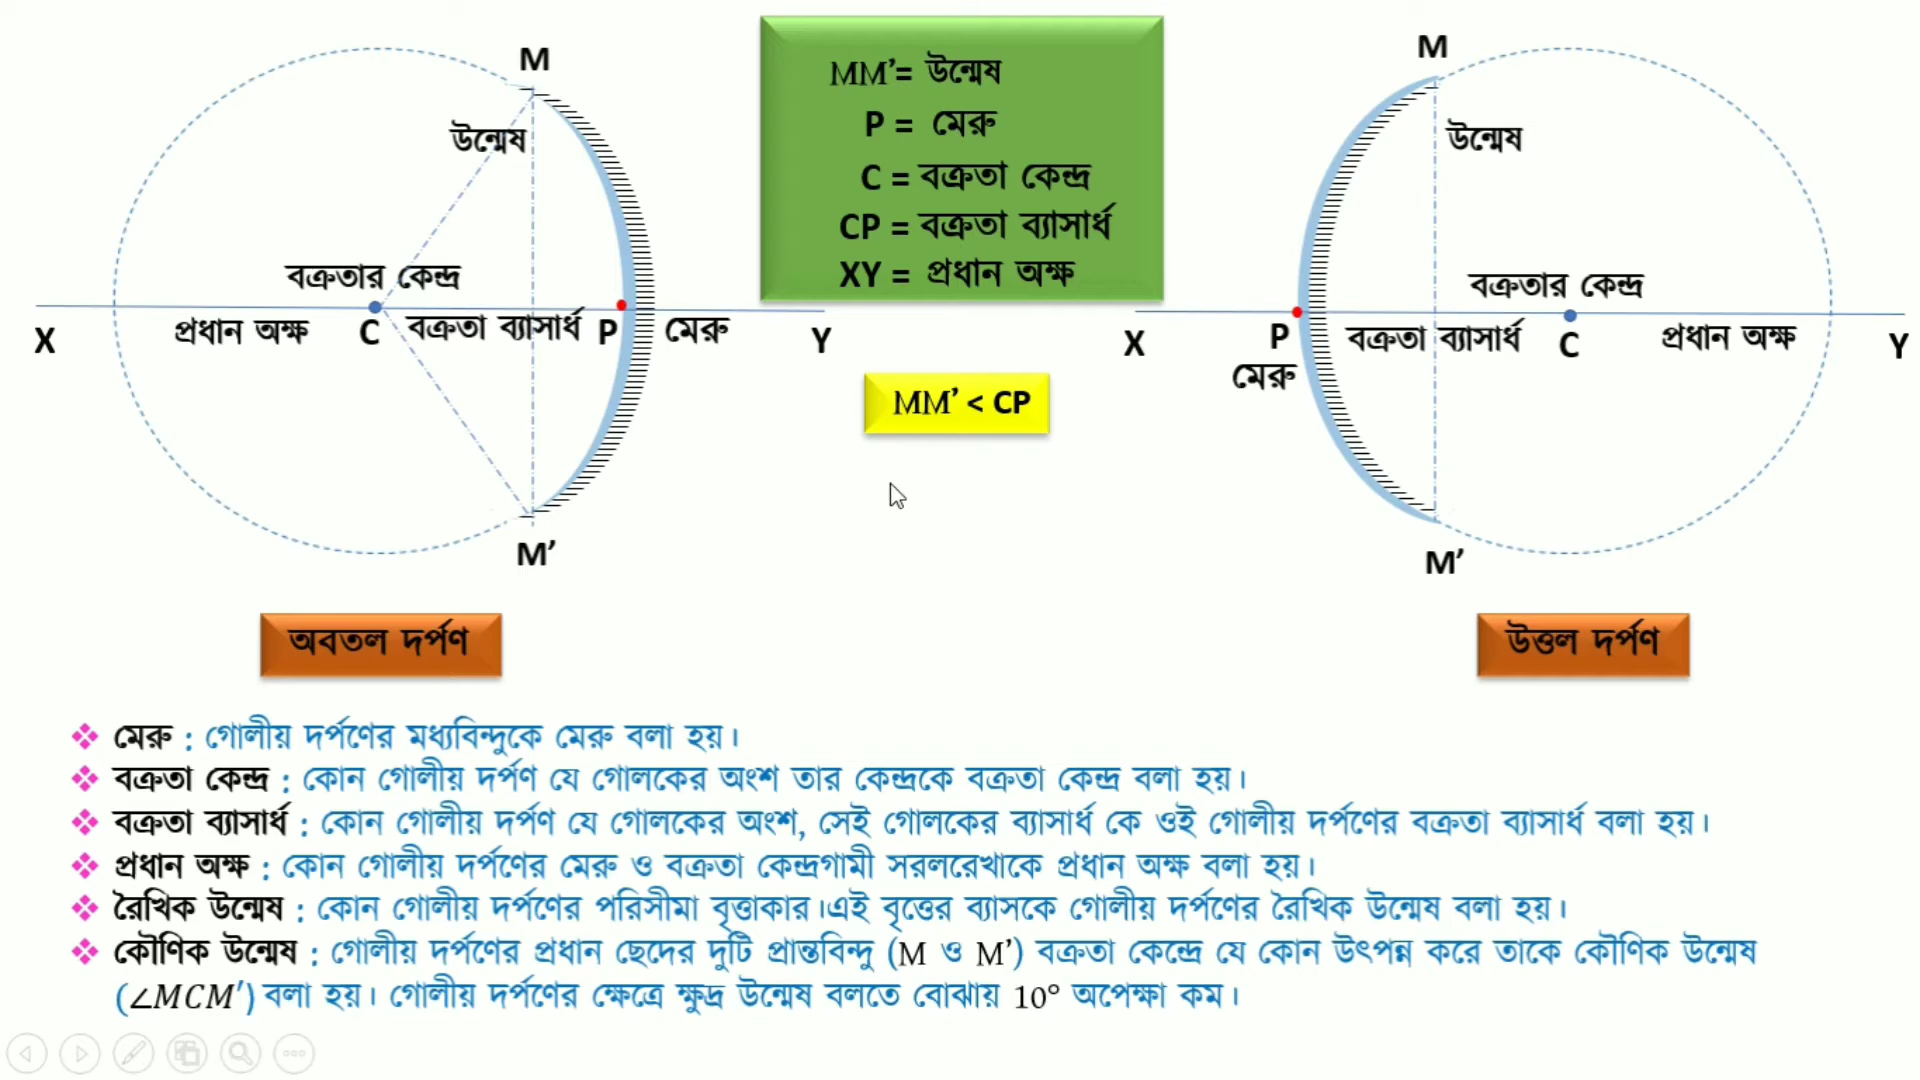 M
উন্মেষ
বক্রতার কেন্দ্র
X
প্রধান অক্ষ
C
বক্রতা ব্যাসার্ধ
P
মেরু
Y
M’
অবতল দর্পণ
MM’= উন্মেষ
P = মেরু
C = বক্রতা কেন্দ্র
CP = বক্রতা ব্যাসার্ধ
XY = প্রধান অক্ষ
MM’ < CP
M
উন্মেষ
বক্রতার কেন্দ্র
X
P
মেরু
বক্রতা ব্যাসার্ধ
C
প্রধান অক্ষ
Y
M’
উত্তল দর্পণ
❖ মেরু : গোলীয় দর্পণের মধ্যবিন্দুকে মেরু বলা হয়।
❖ বক্রতা কেন্দ্র : কোন গোলীয় দর্পণ যে গোলকের অংশ তার কেন্দ্রকে বক্রতা কেন্দ্র বলা হয়।
❖ বক্রতা ব্যাসার্ধ : কোন গোলীয় দর্পণ যে গোলকের অংশ, সেই গোলকের ব্যাসার্ধ কে ওই গোলীয় দর্পণের বক্রতা ব্যাসার্ধ বলা হয়।
❖ প্রধান অক্ষ : কোন গোলীয় দর্পণের মেরু ও বক্রতা কেন্দ্রগামী সরলরেখাকে প্রধান অক্ষ বলা হয়।
❖ রৈখিক উন্মেষ : কোন গোলীয় দর্পণের পরিসীমা বৃত্তাকার।এই বৃত্তের ব্যাসকে গোলীয় দর্পণের রৈখিক উন্মেষ বলা হয়।
❖ কৌণিক উন্মেষ : গোলীয় দর্পণের প্রধান ছেদের দুটি প্রান্তবিন্দু (M ও M’) বক্রতা কেন্দ্রে যে কোন উৎপন্ন করে তাকে কৌণিক উন্মেষ
(∠MCM′) বলা হয়। গোলীয় দর্পণের ক্ষেত্রে ক্ষুদ্র উন্মেষ বলতে বোঝায় 10° অপেক্ষা কম।